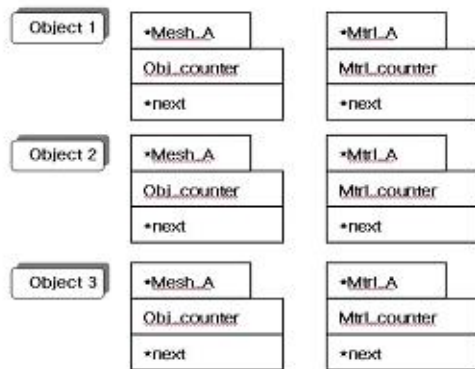 Object 1
*Mesh_A
Obj_counter
*next
*Mtrl_A
Mtrl_counter
*next
Object 2
*Mesh_A
Obj_counter
*next
*Mtrl_A
Mtrl_counter
*next
Object 3
*Mesh_A
Obj_counter
*next
*Mtrl_A
Mtrl_counter
*next